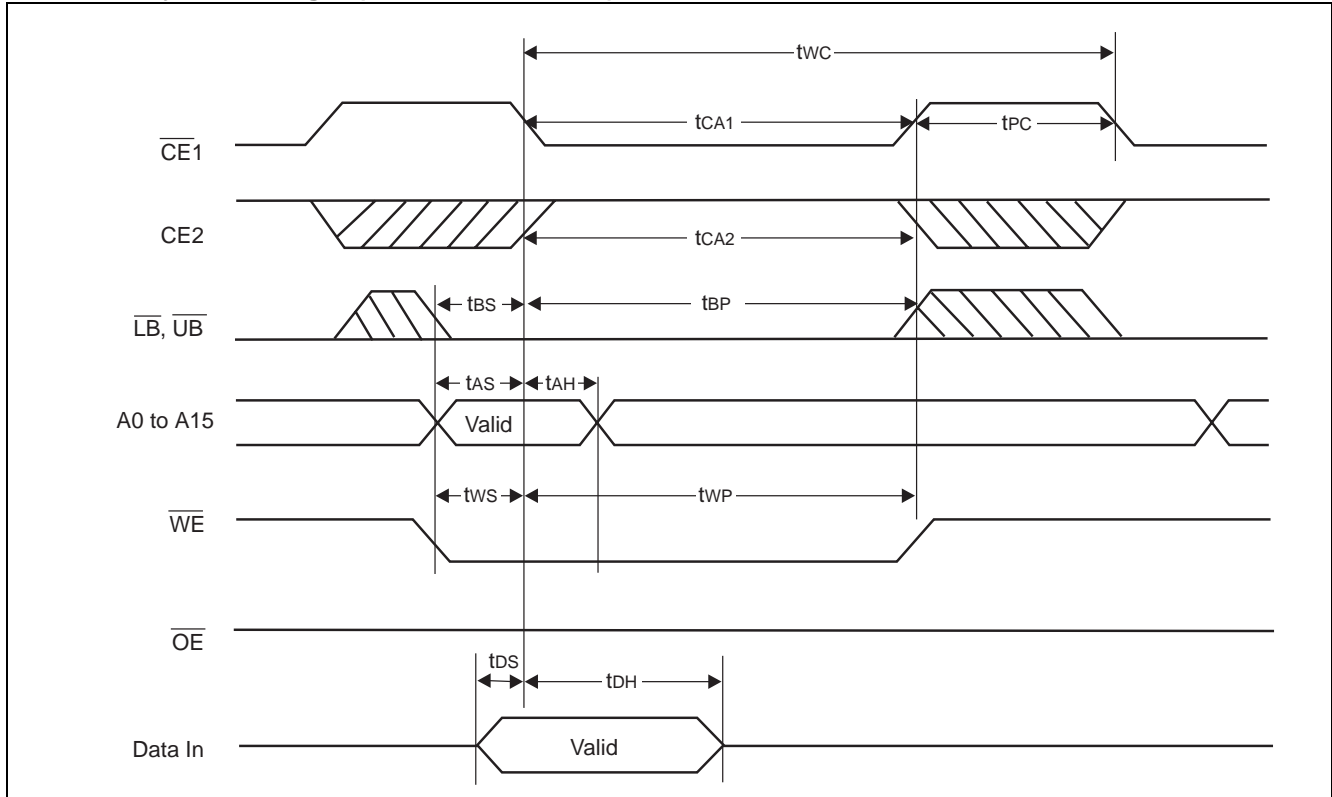 tWC
tCA1
tPC
CE1
CE2
tCA2
tBS
tBP
LB, UB
tAS
tAH
A0 to A15
Valid
tWS
tWP
WE
OE
tDS
tDH
Data In
Valid